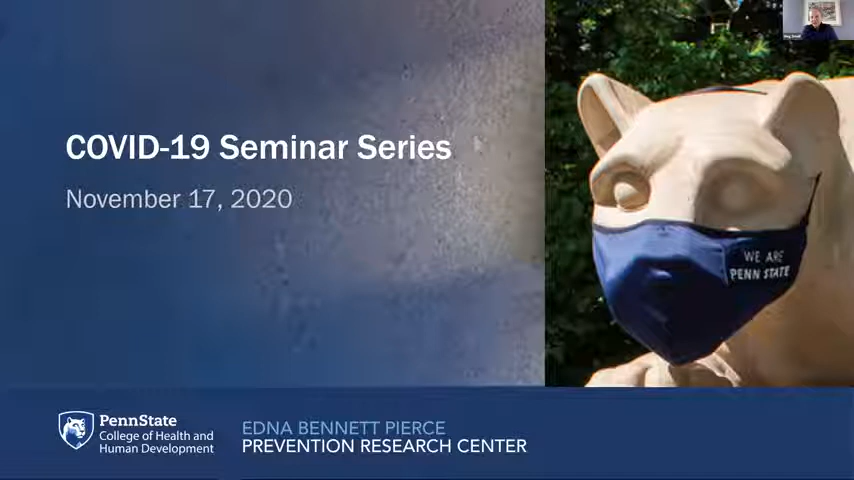 COVID-19 Seminar Series
November 17, 2020
WE ARE
PENN STATE
PennState
College of Health and
Human Development
EDNA BENNETT PIERCE
PREVENTION RESEARCH CENTER